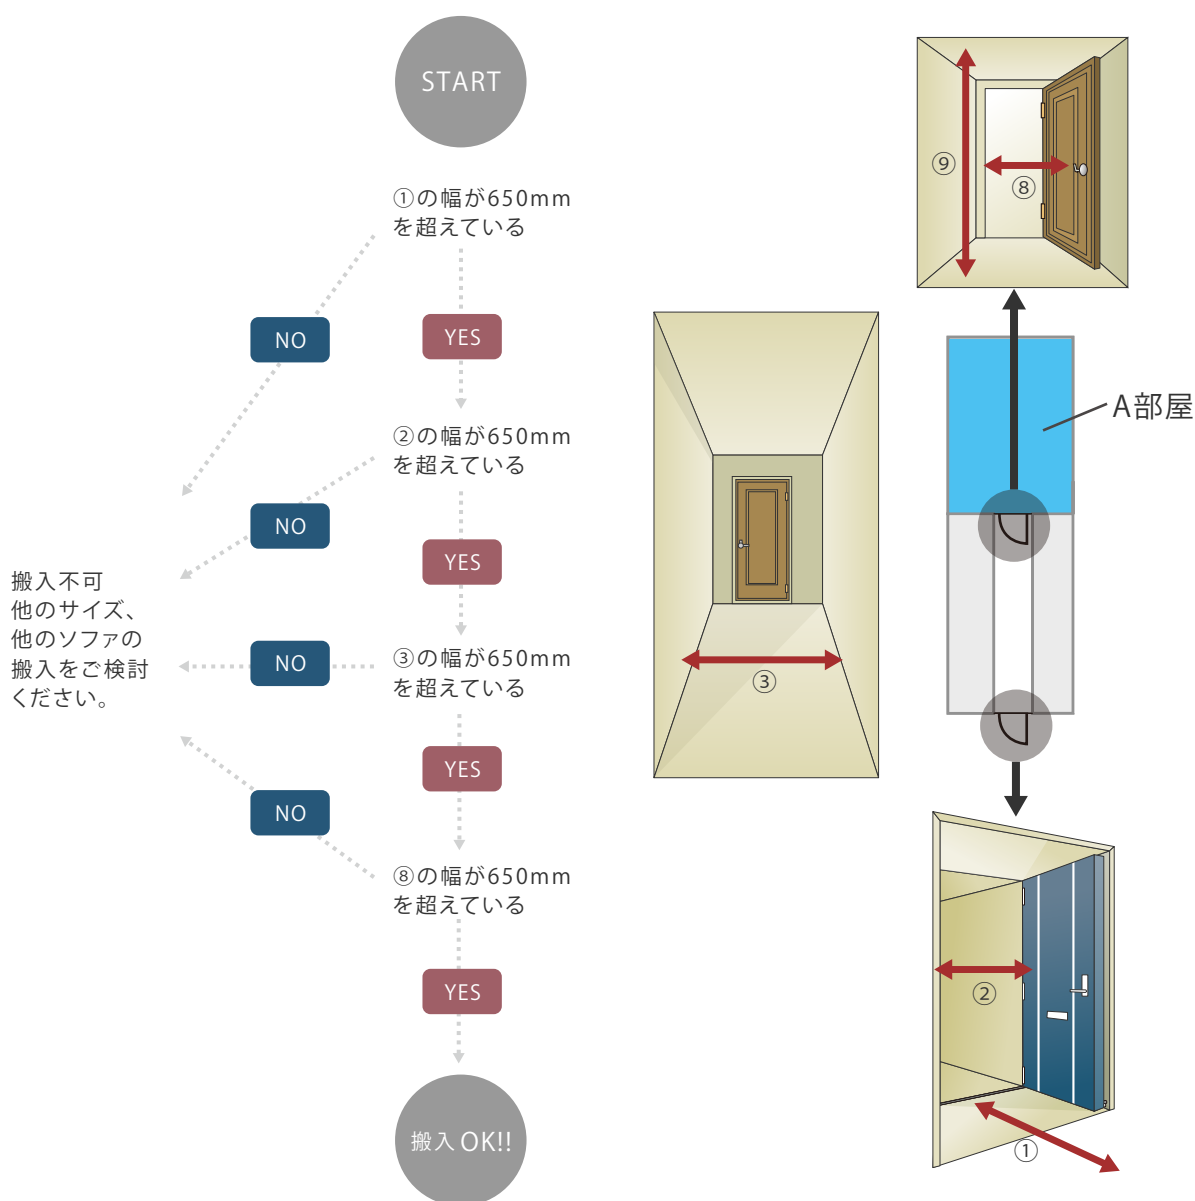 START
①の幅が650mm
を超えている
NO
YES
②の幅が650mm
を超えている
NO
YES
搬入不可
他のサイズ、
他のソファの
搬入をご検討
ください。
③の幅が650mm
を超えている
NO
YES
⑧の幅が650mm
を超えている
NO
YES
搬入 OK!!
③
⑨
⑧
A部屋
②
①